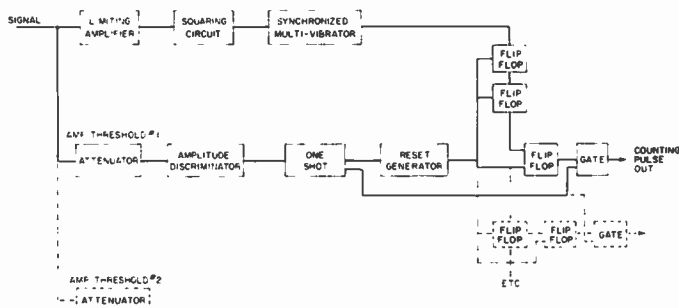 SIGNAL
LIMITING
AMPLIFIER
SQUARING
CIRCUIT
SYNCHRONIZED
MULTI-VIBRATOR
FLIP
FLOP
FLIP
FLOP
AMP THRESHOLD #1
ATTENUATOR
AMPLITUDE
DISCRIMINATOR
ONE
SHOT
RESET
GENERATOR
FLIP
FLOP
GATE
COUNTING
PULSE
OUT
FLIP
FLOP
FLIP
FLOP
GATE
ETC
AMP THRESHOLD #2
ATTENUATOR